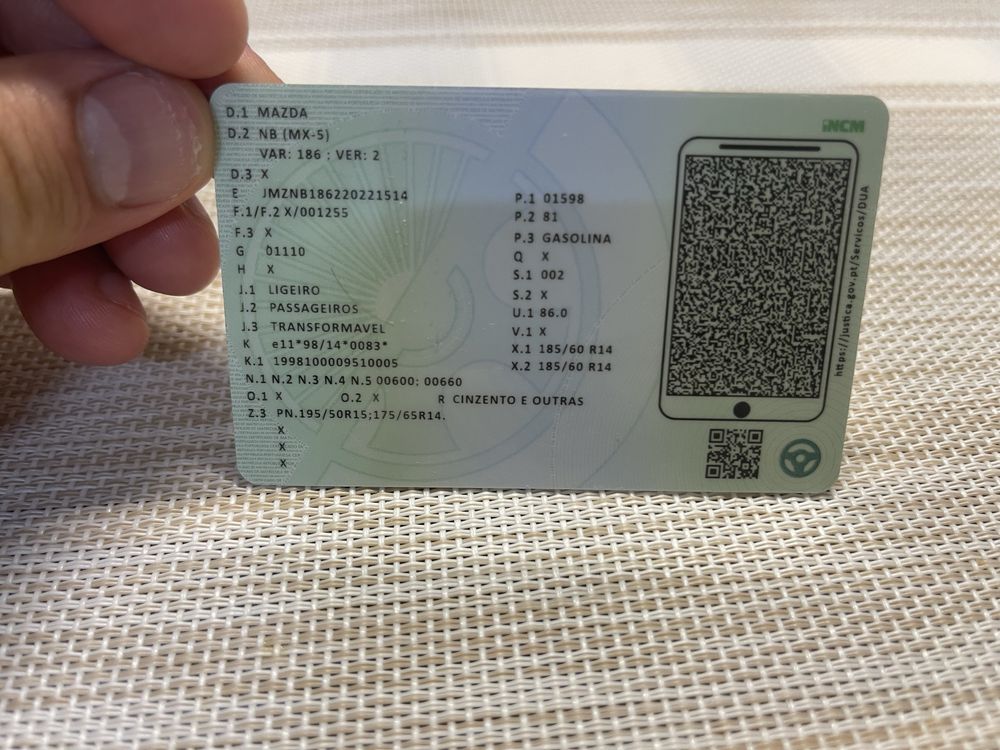 D.1 MAZDA
D.2 NB (MX-5)
VAR: 186 ; VER: 2
D.3 X
E JMZNB186220221514
F.1/F.2 X/001255
F.3 X
G 01110
H X
J.1 LIGEIRO
J.2 PASSAGEIROS
J.3 TRANSFORMAVEL
K e11*98/14*0083*
K.1 1998100009510005
N.1 N.2 N.3 N.4 N.5 00600; 00660
O.1 X O.2 X R CINZENTO E OUTRAS
Z.3 PN.195/50R15;175/65R14.
X
X
X
P.1 01598
P.2 81
P.3 GASOLINA
Q X
S.1 002
S.2 X
U.1 86.0
V.1 X
X.1 185/60 R14
X.2 185/60 R14
INCM
https://justica.gov.pt/Servicos/DUA